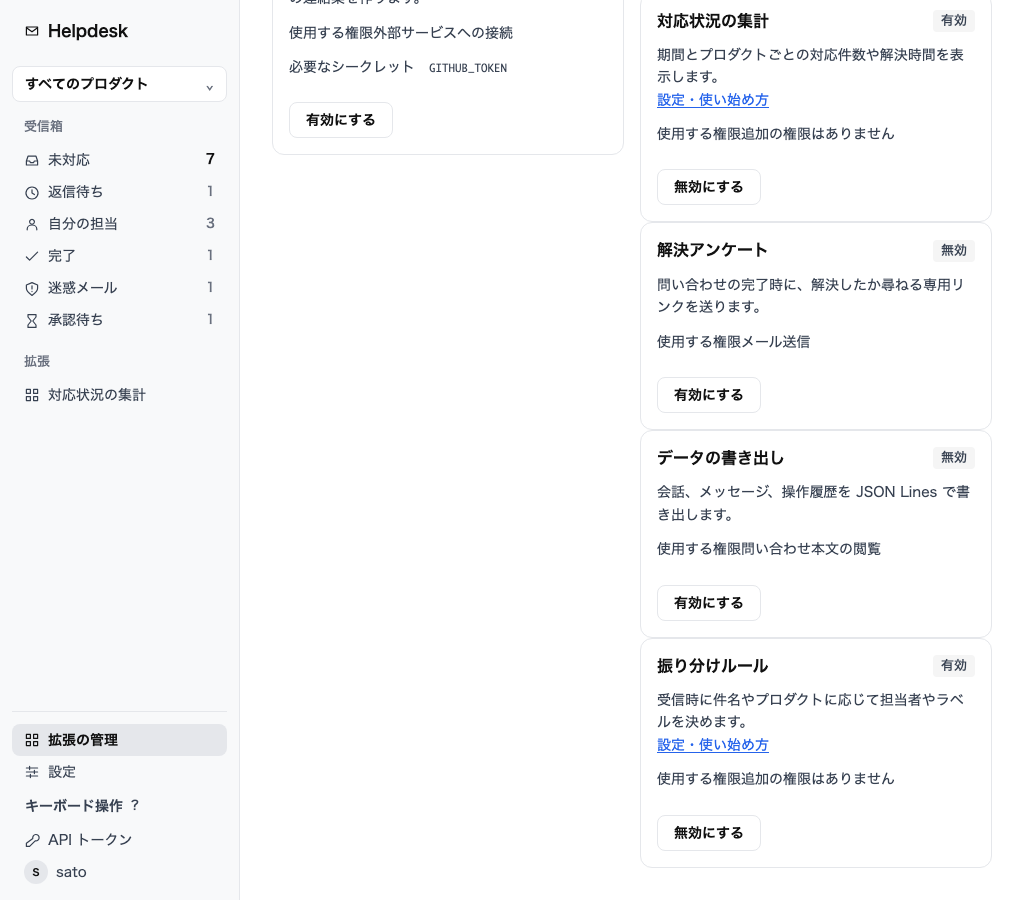 Helpdesk
すべてのプロダクト
受信箱
未対応 7
返信待ち 1
自分の担当 3
完了 1
迷惑メール 1
承認待ち 1
拡張
対応状況の集計
拡張の管理
設定
キーボード操作 ?
API トークン
S sato
使用する権限外部サービスへの接続
必要なシークレット GITHUB_TOKEN
有効にする
対応状況の集計 有効
期間とプロダクトごとの対応件数や解決時間を表
示します。
設定・使い始め方
使用する権限追加の権限はありません
無効にする
解決アンケート 無効
問い合わせの完了時に、解決したか尋ねる専用リ
ンクを送ります。
使用する権限メール送信
有効にする
データの書き出し 無効
会話、メッセージ、操作履歴を JSON Lines で書
き出します。
使用する権限問い合わせ本文の閲覧
有効にする
振り分けルール 有効
受信時に件名やプロダクトに応じて担当者やラベ
ルを決めます。
設定・使い始め方
使用する権限追加の権限はありません
無効にする